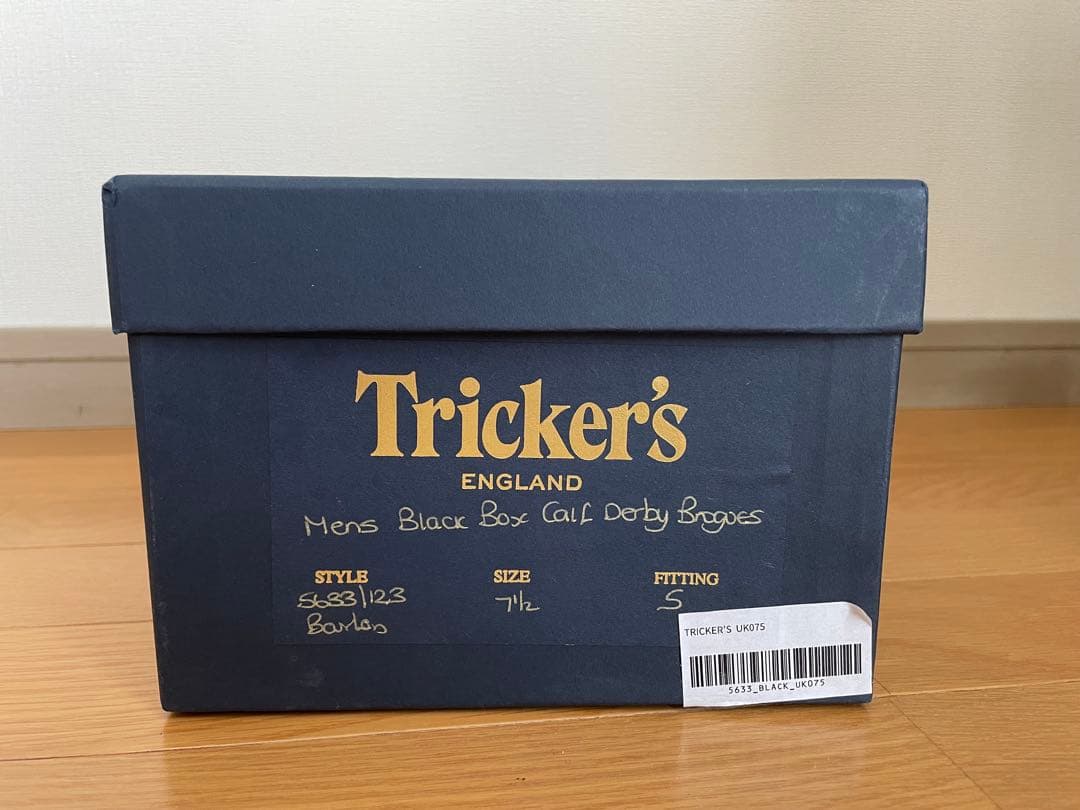 Tricker's
ENGLAND
Mens Black Box Calf Derby Brogues
STYLE SIZE FITTING
5633/123 7½ 5
TRICKER'S UK075
5633_BLACK_UK075